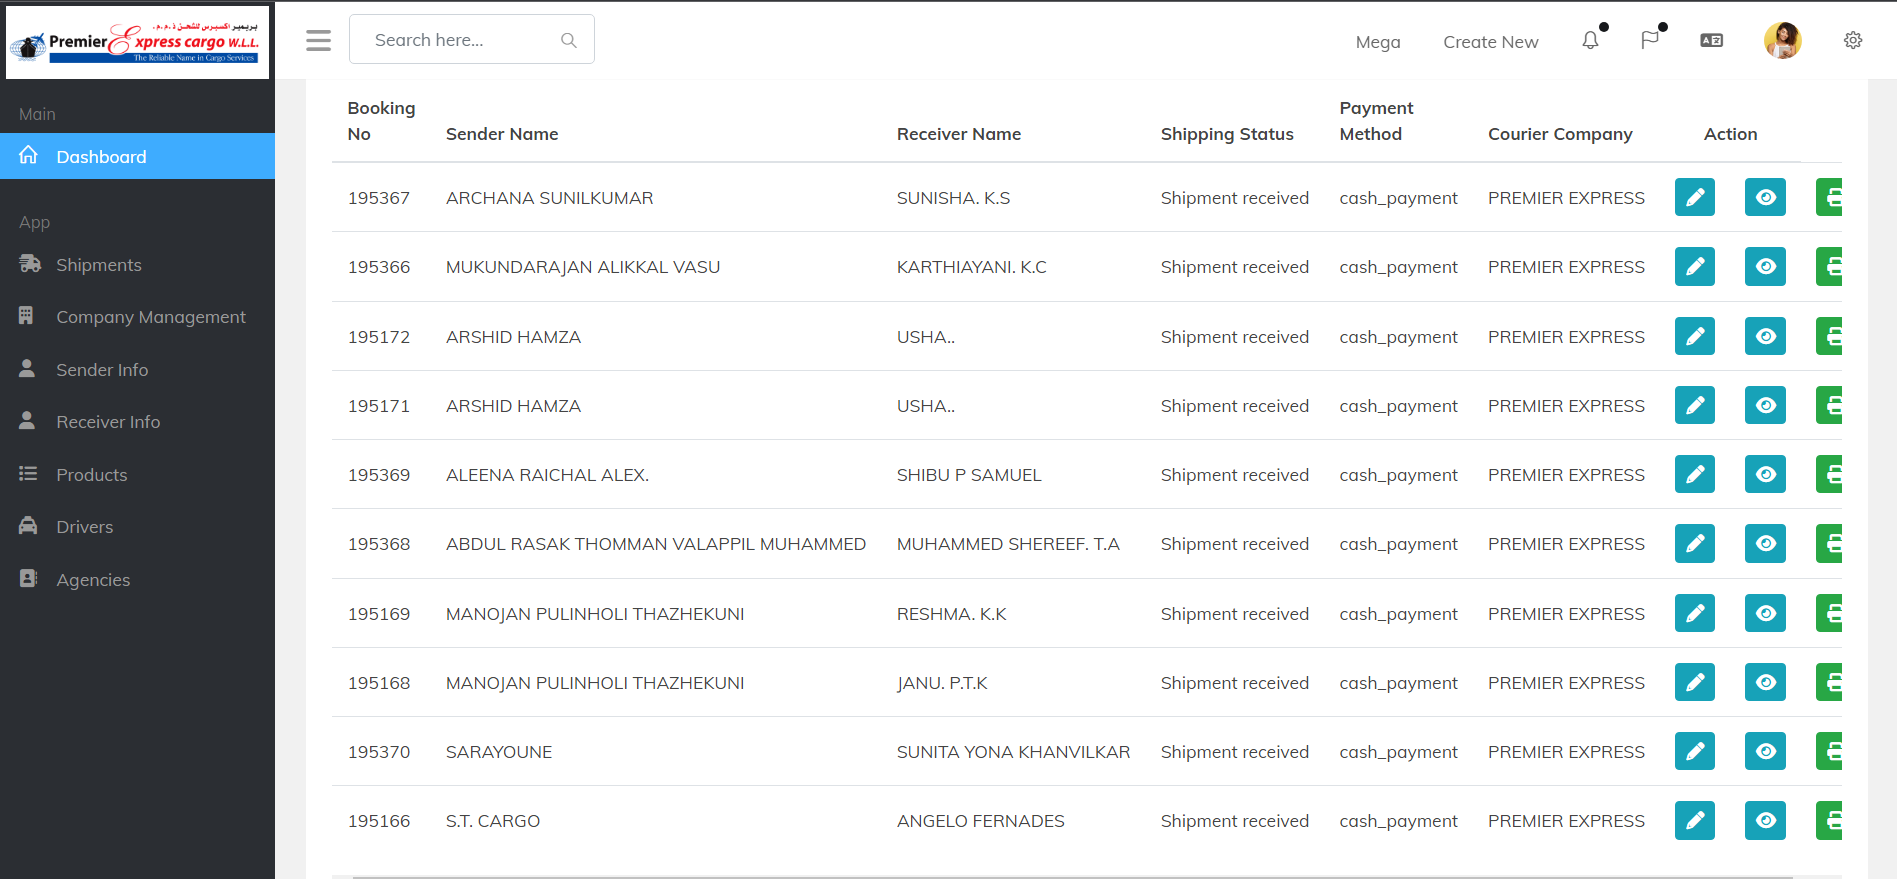 بريمير اكسبرس للشحن ذ.م.م.
Premier Express cargo W.L.L.
The Reliable Name in Cargo Services
Search here...
Mega
Create New
Main
Dashboard
App
Shipments
Company Management
Sender Info
Receiver Info
Products
Drivers
Agencies
Booking No Sender Name Receiver Name Shipping Status Payment Method Courier Company Action
195367 ARCHANA SUNILKUMAR SUNISHA. K.S Shipment received cash_payment PREMIER EXPRESS
195366 MUKUNDARAJAN ALIKKAL VASU KARTHIAYANI. K.C Shipment received cash_payment PREMIER EXPRESS
195172 ARSHID HAMZA USHA.. Shipment received cash_payment PREMIER EXPRESS
195171 ARSHID HAMZA USHA.. Shipment received cash_payment PREMIER EXPRESS
195369 ALEENA RAICHAL ALEX. SHIBU P SAMUEL Shipment received cash_payment PREMIER EXPRESS
195368 ABDUL RASAK THOMMAN VALAPPIL MUHAMMED MUHAMMED SHEREEF. T.A Shipment received cash_payment PREMIER EXPRESS
195169 MANOJAN PULINHOLI THAZHEKUNI RESHMA. K.K Shipment received cash_payment PREMIER EXPRESS
195168 MANOJAN PULINHOLI THAZHEKUNI JANU. P.T.K Shipment received cash_payment PREMIER EXPRESS
195370 SARAYOUNE SUNITA YONA KHANVILKAR Shipment received cash_payment PREMIER EXPRESS
195166 S.T. CARGO ANGELO FERNADES Shipment received cash_payment PREMIER EXPRESS